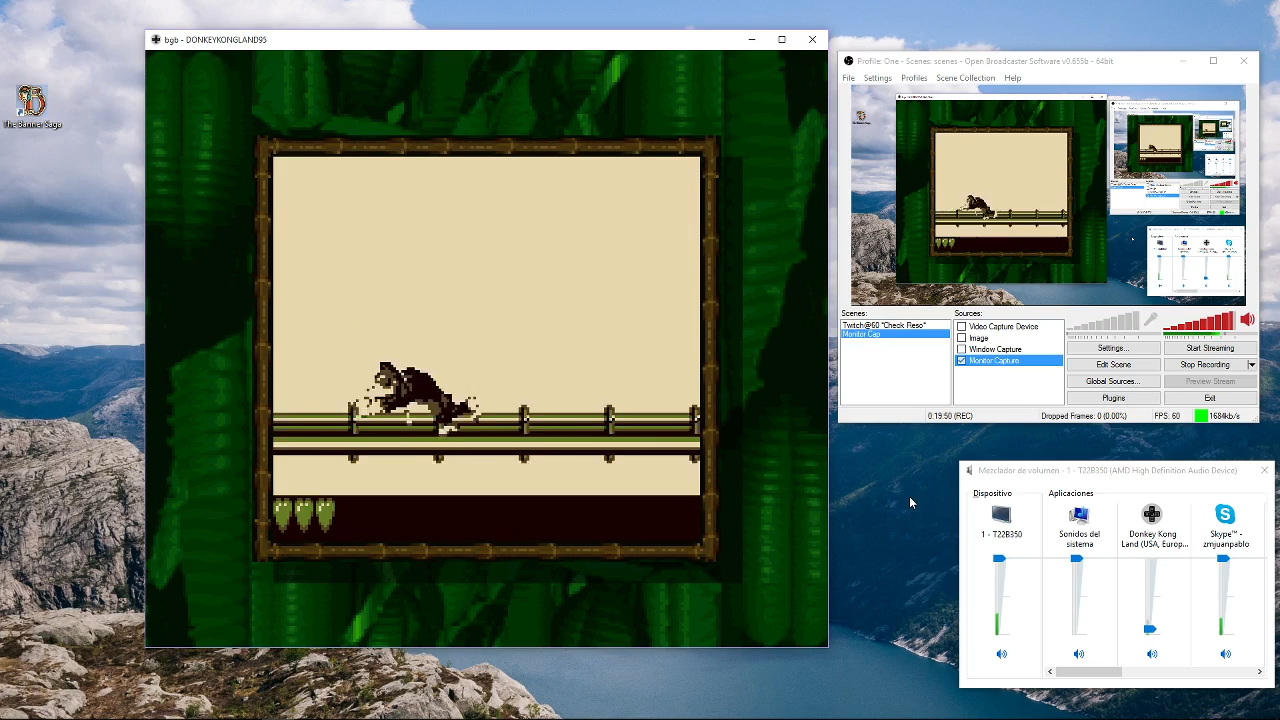 bgb - DONKEYKONGLAND95
The Banner Saga
Profile: One - Scenes: scenes - Open Broadcaster Software v0.655b - 64bit
File Settings Profiles Scene Collection Help
Scenes:
Twitch@60 "Check Reso"
Monitor Cap
Sources:
Video Capture Device
Image
Window Capture
Monitor Capture
Settings... Start Streaming
Edit Scene Stop Recording
Global Sources... Preview Stream
Plugins Exit
0:19:50 (REC) Dropped Frames: 0 (0.00%) FPS: 60 1684kb/s
Mezclador de volumen - 1 - T22B350 (AMD High Definition Audio Device)
Dispositivo Aplicaciones
1 - T22B350
Sonidos del
sistema
Donkey Kong
Land (USA, Europ...
Skype™ -
zmjuanpablo